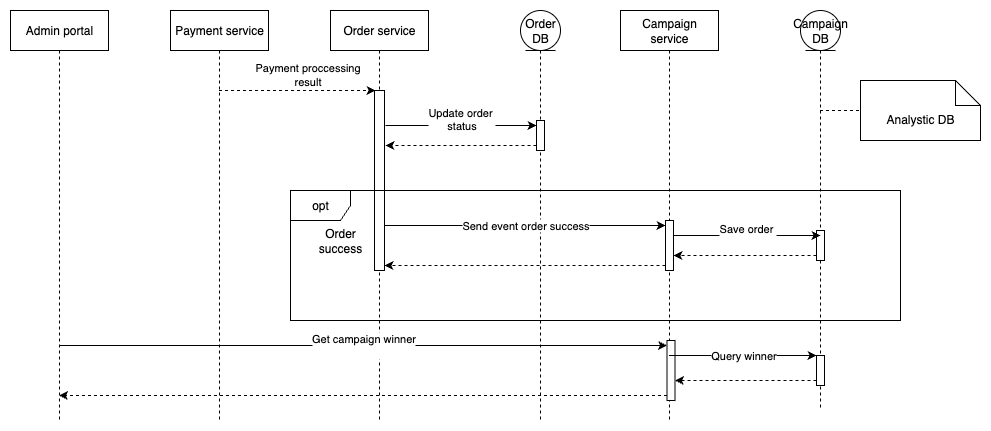 Admin portal
Payment service
Order service
Order
DB
Campaign
service
Campaign
DB
Payment proccessing
result
Update order
status
Analystic DB
opt
Order
success
Send event order success
Save order
Get campaign winner
Query winner